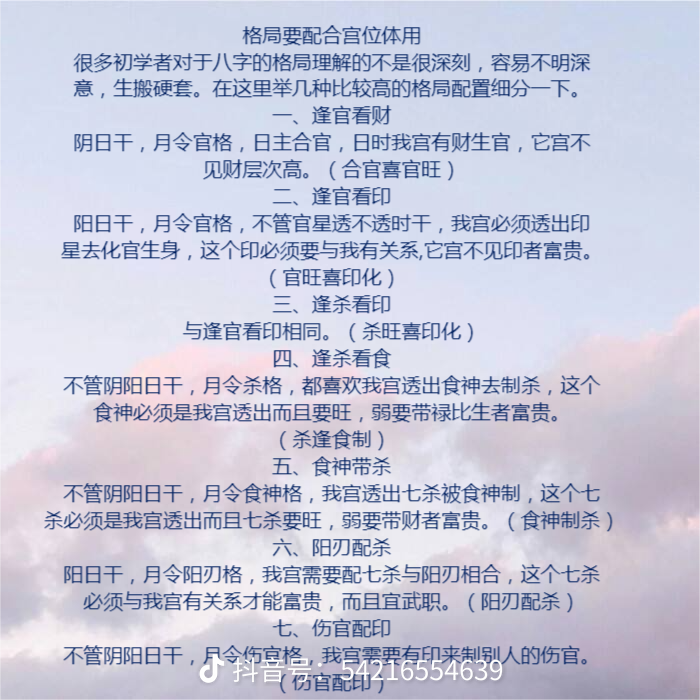 格局要配合宫位体用
很多初学者对于八字的格局理解的不是很深刻，容易不明深
意，生搬硬套。在这里举几种比较高的格局配置细分一下。
一、逢官看财
阴日干，月令官格，日主合官，日时我宫有财生官，它宫不
见财层次高。（合官喜官旺）
二、逢官看印
阳日干，月令官格，不管官星透不透时干，我宫必须透出印
星去化官生身，这个印必须要与我有关系,它宫不见印者富贵。
（官旺喜印化）
三、逢杀看印
与逢官看印相同。（杀旺喜印化）
四、逢杀看食
不管阴阳日干，月令杀格，都喜欢我宫透出食神去制杀，这个
食神必须是我宫透出而且要旺，弱要带禄比生者富贵。
（杀逢食制）
五、食神带杀
不管阴阳日干，月令食神格，我宫透出七杀被食神制，这个七
杀必须是我宫透出而且七杀要旺，弱要带财者富贵。（食神制杀）
六、阳刃配杀
阳日干，月令阳刃格，我宫需要配七杀与阳刃相合，这个七杀
必须与我宫有关系才能富贵，而且宜武职。（阳刃配杀）
七、伤官配印
不管阴阳日干，月令伤官格，我宫需要有印来制别人的伤官。
抖音号：54216554639
（伤官配印）